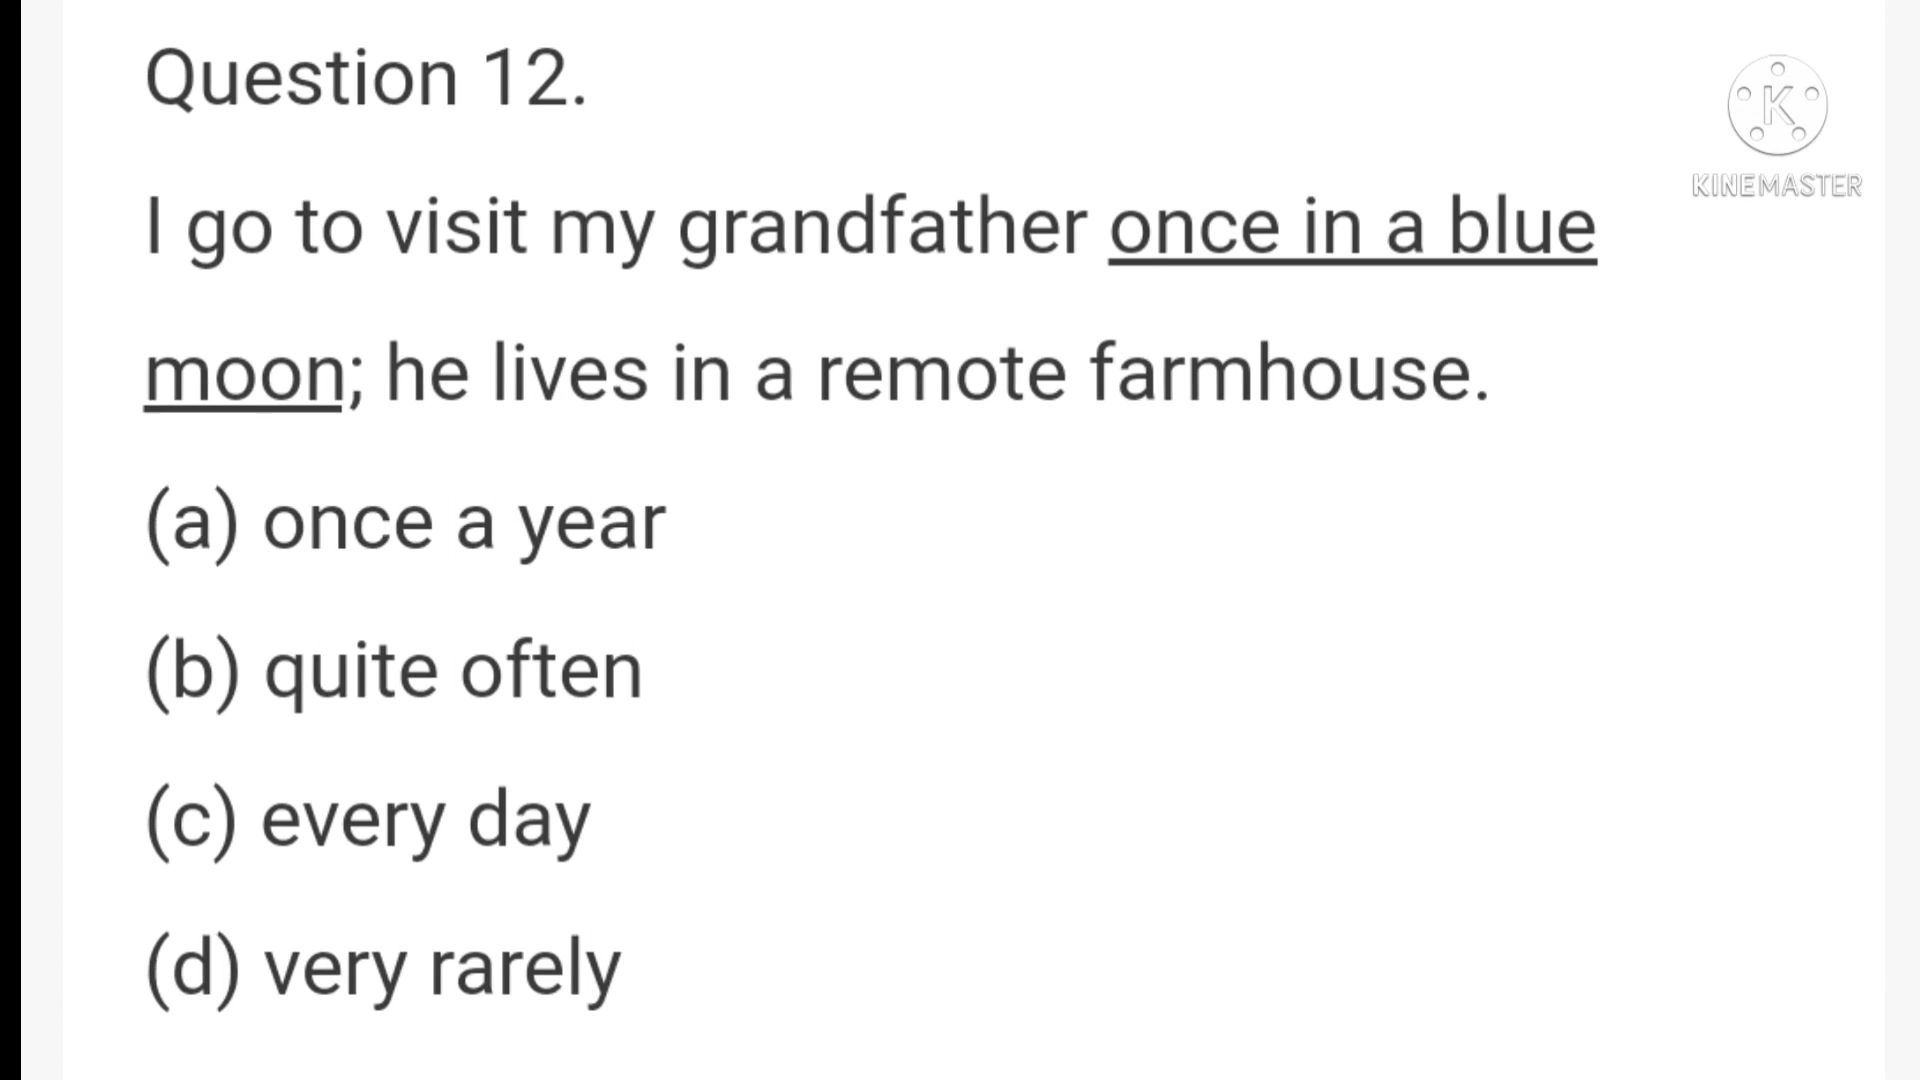 Question 12.
K
KINEMASTER
I go to visit my grandfather once in a blue
moon; he lives in a remote farmhouse.
(a) once a year
(b) quite often
(c) every day
(d) very rarely